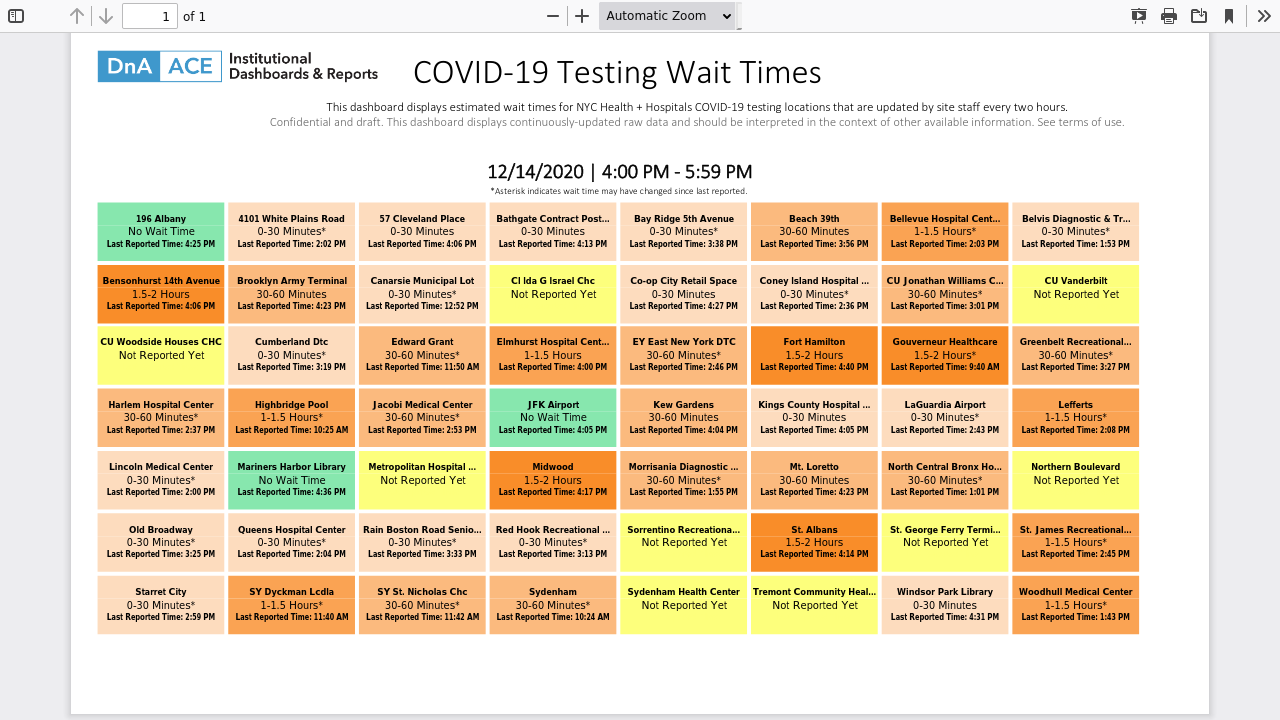 1 of 1
Automatic Zoom
DnA ACE Institutional
Dashboards & Reports
COVID-19 Testing Wait Times
This dashboard displays estimated wait times for NYC Health + Hospitals COVID-19 testing locations that are updated by site staff every two hours.
Confidential and draft. This dashboard displays continuously-updated raw data and should be interpreted in the context of other available information. See terms of use.
12/14/2020 | 4:00 PM - 5:59 PM
*Asterisk indicates wait time may have changed since last reported.
196 Albany
No Wait Time
Last Reported Time: 4:25 PM
4101 White Plains Road
0-30 Minutes*
Last Reported Time: 2:02 PM
57 Cleveland Place
0-30 Minutes
Last Reported Time: 4:06 PM
Bathgate Contract Post...
0-30 Minutes
Last Reported Time: 4:13 PM
Bay Ridge 5th Avenue
0-30 Minutes*
Last Reported Time: 3:38 PM
Beach 39th
30-60 Minutes
Last Reported Time: 3:56 PM
Bellevue Hospital Cent...
1-1.5 Hours*
Last Reported Time: 2:03 PM
Belvis Diagnostic & Tr...
0-30 Minutes*
Last Reported Time: 1:53 PM
Bensonhurst 14th Avenue
1.5-2 Hours
Last Reported Time: 4:06 PM
Brooklyn Army Terminal
30-60 Minutes
Last Reported Time: 4:23 PM
Canarsie Municipal Lot
0-30 Minutes*
Last Reported Time: 12:52 PM
Cl Ida G Israel Chc
Not Reported Yet
Co-op City Retail Space
0-30 Minutes
Last Reported Time: 4:27 PM
Coney Island Hospital ...
0-30 Minutes*
Last Reported Time: 2:36 PM
CU Jonathan Williams C...
30-60 Minutes*
Last Reported Time: 3:01 PM
CU Vanderbilt
Not Reported Yet
CU Woodside Houses CHC
Not Reported Yet
Cumberland Dtc
0-30 Minutes*
Last Reported Time: 3:19 PM
Edward Grant
30-60 Minutes*
Last Reported Time: 11:50 AM
Elmhurst Hospital Cent...
1-1.5 Hours
Last Reported Time: 4:00 PM
EY East New York DTC
30-60 Minutes*
Last Reported Time: 2:46 PM
Fort Hamilton
1.5-2 Hours
Last Reported Time: 4:40 PM
Gouverneur Healthcare
1.5-2 Hours*
Last Reported Time: 9:40 AM
Greenbelt Recreational...
30-60 Minutes*
Last Reported Time: 3:27 PM
Harlem Hospital Center
30-60 Minutes*
Last Reported Time: 2:37 PM
Highbridge Pool
1-1.5 Hours*
Last Reported Time: 10:25 AM
Jacobi Medical Center
30-60 Minutes*
Last Reported Time: 2:53 PM
JFK Airport
No Wait Time
Last Reported Time: 4:05 PM
Kew Gardens
30-60 Minutes
Last Reported Time: 4:04 PM
Kings County Hospital ...
0-30 Minutes
Last Reported Time: 4:05 PM
LaGuardia Airport
0-30 Minutes*
Last Reported Time: 2:43 PM
Lefferts
1-1.5 Hours*
Last Reported Time: 2:08 PM
Lincoln Medical Center
0-30 Minutes*
Last Reported Time: 2:00 PM
Mariners Harbor Library
No Wait Time
Last Reported Time: 4:36 PM
Metropolitan Hospital ...
Not Reported Yet
Midwood
1.5-2 Hours
Last Reported Time: 4:17 PM
Morrisania Diagnostic ...
30-60 Minutes*
Last Reported Time: 1:55 PM
Mt. Loretto
30-60 Minutes
Last Reported Time: 4:23 PM
North Central Bronx Ho...
30-60 Minutes*
Last Reported Time: 1:01 PM
Northern Boulevard
Not Reported Yet
Old Broadway
0-30 Minutes*
Last Reported Time: 3:25 PM
Queens Hospital Center
0-30 Minutes*
Last Reported Time: 2:04 PM
Rain Boston Road Senio...
0-30 Minutes*
Last Reported Time: 3:33 PM
Red Hook Recreational ...
0-30 Minutes*
Last Reported Time: 3:13 PM
Sorrentino Recreationa...
Not Reported Yet
St. Albans
1.5-2 Hours
Last Reported Time: 4:14 PM
St. George Ferry Termi...
Not Reported Yet
St. James Recreational...
1-1.5 Hours*
Last Reported Time: 2:45 PM
Starret City
0-30 Minutes*
Last Reported Time: 2:59 PM
SY Dyckman Lcdla
1-1.5 Hours*
Last Reported Time: 11:40 AM
SY St. Nicholas Chc
30-60 Minutes*
Last Reported Time: 11:42 AM
Sydenham
30-60 Minutes*
Last Reported Time: 10:24 AM
Sydenham Health Center
Not Reported Yet
Tremont Community Heal...
Not Reported Yet
Windsor Park Library
0-30 Minutes
Last Reported Time: 4:31 PM
Woodhull Medical Center
1-1.5 Hours*
Last Reported Time: 1:43 PM